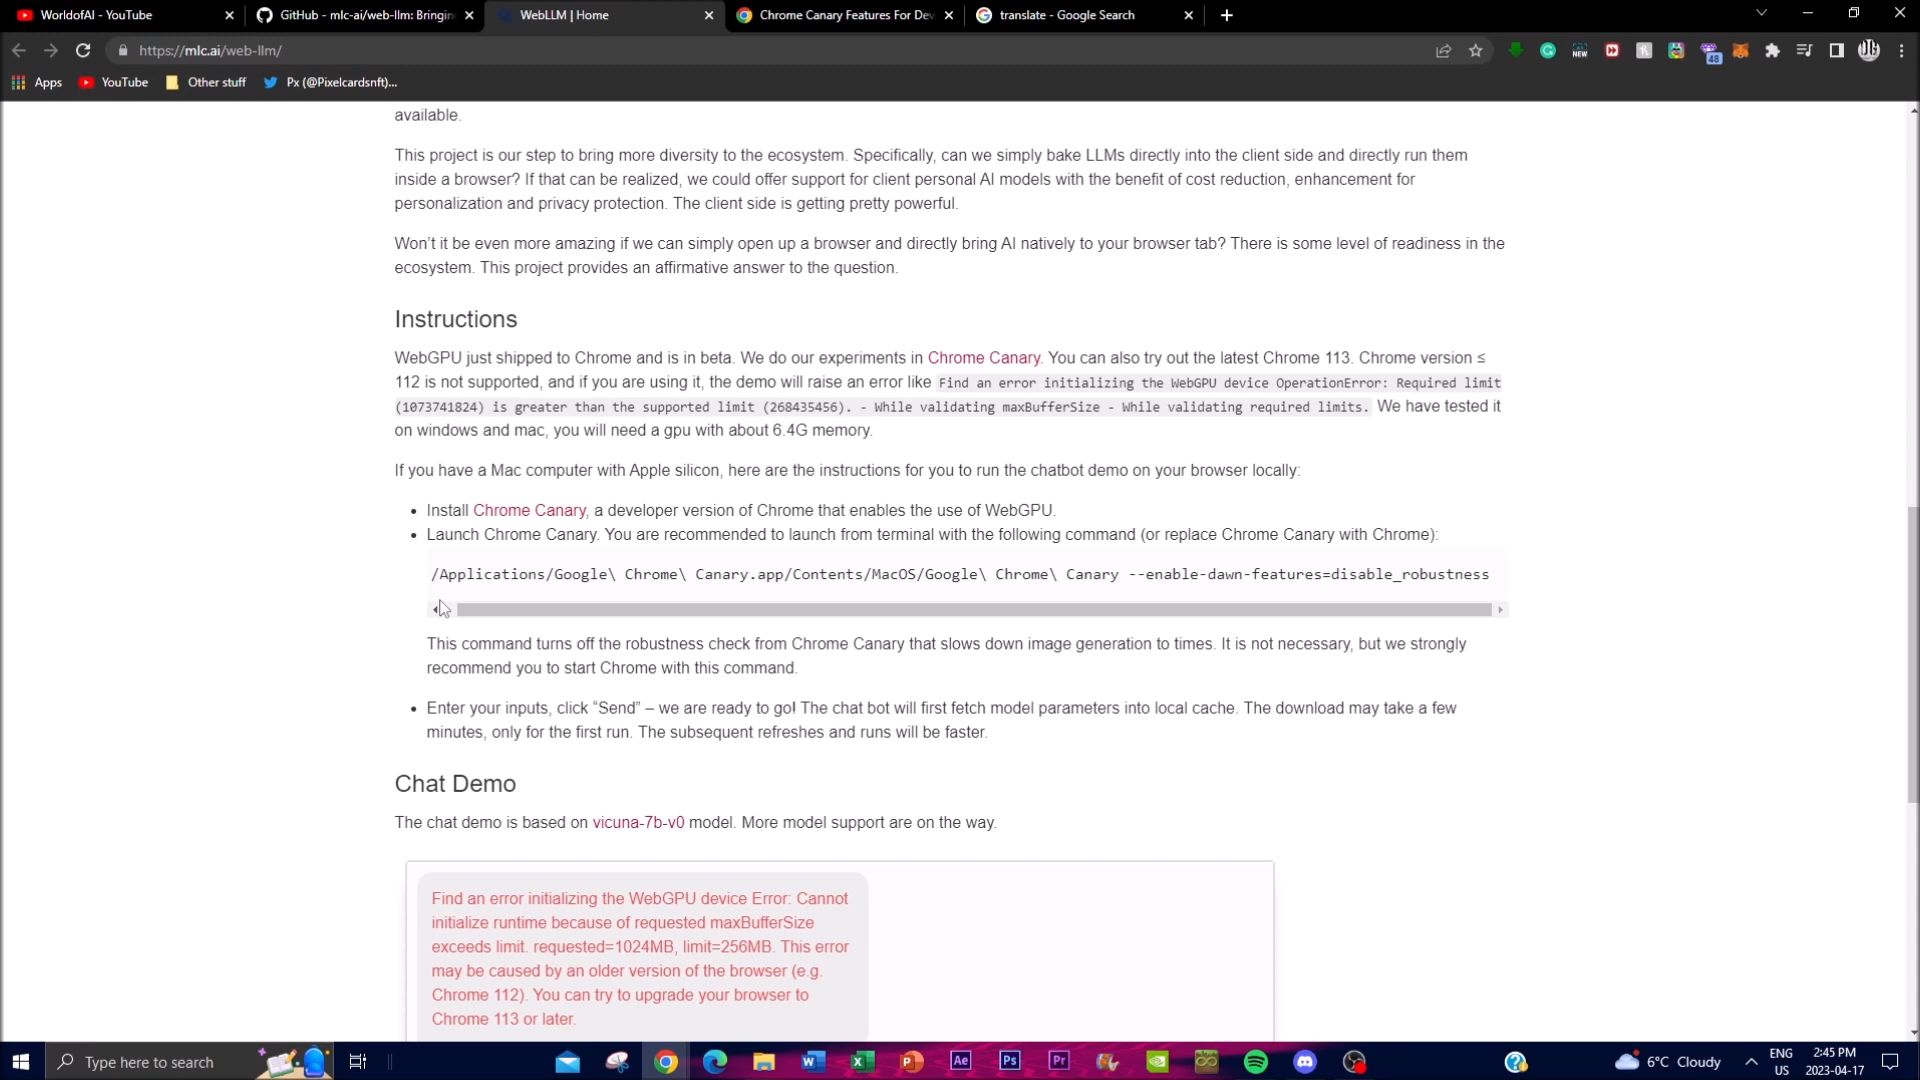 WorldofAI - YouTube
GitHub - mlc-ai/web-llm: Bringing
WebLLM | Home
Chrome Canary Features For Dev
translate - Google Search
https://mlc.ai/web-llm/
NEW
48
Apps
YouTube
Other stuff
Px (@Pixelcardsnft)...
available.
This project is our step to bring more diversity to the ecosystem. Specifically, can we simply bake LLMs directly into the client side and directly run them
inside a browser? If that can be realized, we could offer support for client personal AI models with the benefit of cost reduction, enhancement for
personalization and privacy protection. The client side is getting pretty powerful.
Won’t it be even more amazing if we can simply open up a browser and directly bring AI natively to your browser tab? There is some level of readiness in the
ecosystem. This project provides an affirmative answer to the question.
Instructions
WebGPU just shipped to Chrome and is in beta. We do our experiments in Chrome Canary. You can also try out the latest Chrome 113. Chrome version ≤
112 is not supported, and if you are using it, the demo will raise an error like Find an error initializing the WebGPU device OperationError: Required limit
(1073741824) is greater than the supported limit (268435456). - While validating maxBufferSize - While validating required limits. We have tested it
on windows and mac, you will need a gpu with about 6.4G memory.
If you have a Mac computer with Apple silicon, here are the instructions for you to run the chatbot demo on your browser locally:
• Install Chrome Canary, a developer version of Chrome that enables the use of WebGPU.
• Launch Chrome Canary. You are recommended to launch from terminal with the following command (or replace Chrome Canary with Chrome):
/Applications/Google\ Chrome\ Canary.app/Contents/MacOS/Google\ Chrome\ Canary --enable-dawn-features=disable_robustness
This command turns off the robustness check from Chrome Canary that slows down image generation to times. It is not necessary, but we strongly
recommend you to start Chrome with this command.
• Enter your inputs, click “Send” – we are ready to go! The chat bot will first fetch model parameters into local cache. The download may take a few
minutes, only for the first run. The subsequent refreshes and runs will be faster.
Chat Demo
The chat demo is based on vicuna-7b-v0 model. More model support are on the way.
Find an error initializing the WebGPU device Error: Cannot
initialize runtime because of requested maxBufferSize
exceeds limit. requested=1024MB, limit=256MB. This error
may be caused by an older version of the browser (e.g.
Chrome 112). You can try to upgrade your browser to
Chrome 113 or later.
Type here to search
Ae
Ps
Pr
6°C Cloudy
ENG
US
2:45 PM
2023-04-17